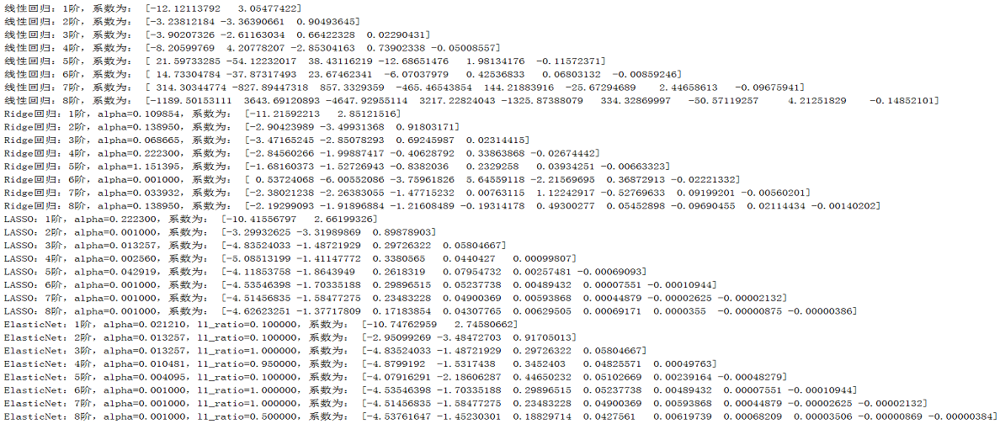 线性回归：1阶，系数为： [-12.12113792   3.05477422]
线性回归：2阶，系数为： [-3.23812184 -3.36390661  0.90493645]
线性回归：3阶，系数为： [-3.90207326 -2.61163034  0.66422328  0.02290431]
线性回归：4阶，系数为： [-8.20599769  4.20778207 -2.85304163  0.73902338 -0.05008557]
线性回归：5阶，系数为： [ 21.59733285 -54.12232017  38.43116219 -12.68651476   1.98134176  -0.11572371]
线性回归：6阶，系数为： [ 14.73304784 -37.87317493  23.67462341  -6.07037979   0.42536833   0.06803132  -0.00859246]
线性回归：7阶，系数为： [ 314.30344774 -827.89447318  857.3329359  -465.46543854  144.21883916  -25.67294689    2.44658613   -0.09675941]
线性回归：8阶，系数为： [-1189.50153111  3643.69120893 -4647.92955114  3217.22824043 -1325.87388079   334.32869997   -50.57119257     4.21251829    -0.14852101]
Ridge回归：1阶，alpha=0.109854，系数为： [-11.21592213   2.85121516]
Ridge回归：2阶，alpha=0.138950，系数为： [-2.90423989 -3.49931368  0.91803171]
Ridge回归：3阶，alpha=0.068665，系数为： [-3.47165245 -2.85078293  0.69245987  0.02314415]
Ridge回归：4阶，alpha=0.222300，系数为： [-2.84560266 -1.99887417 -0.40628792  0.33863868 -0.02674442]
Ridge回归：5阶，alpha=1.151395，系数为： [-1.68160373 -1.52726943 -0.8382036   0.2329258   0.03934251 -0.00663323]
Ridge回归：6阶，alpha=0.001000，系数为： [ 0.53724068 -6.00552086 -3.75961826  5.64559118 -2.21569695  0.36872913 -0.02221332]
Ridge回归：7阶，alpha=0.033932，系数为： [-2.38021238 -2.26383055 -1.47715232  0.00763115  1.12242917 -0.52769633  0.09199201 -0.00560201]
Ridge回归：8阶，alpha=0.138950，系数为： [-2.19299093 -1.91896884 -1.21608489 -0.19314178  0.49300277  0.05452898 -0.09690455  0.02114434 -0.00140202]
LASSO：1阶，alpha=0.222300，系数为： [-10.41556797   2.66199326]
LASSO：2阶，alpha=0.001000，系数为： [-3.29932625 -3.31989869  0.89878903]
LASSO：3阶，alpha=0.013257，系数为： [-4.83524033 -1.48721929  0.29726322  0.05804667]
LASSO：4阶，alpha=0.002560，系数为： [-5.08513199 -1.41147772  0.3380565   0.0440427   0.00099807]
LASSO：5阶，alpha=0.042919，系数为： [-4.11853758 -1.8643949   0.2618319   0.07954732  0.00257481 -0.00069093]
LASSO：6阶，alpha=0.001000，系数为： [-4.53546398 -1.70335188  0.29896515  0.05237738  0.00489432  0.00007551 -0.00010944]
LASSO：7阶，alpha=0.001000，系数为： [-4.51456835 -1.58477275  0.23483228  0.04900369  0.00593868  0.00044879 -0.00002625 -0.00002132]
LASSO：8阶，alpha=0.001000，系数为： [-4.62623251 -1.37717809  0.17183854  0.04307765  0.00629505  0.00069171  0.0000355  -0.00000875 -0.00000386]
ElasticNet：1阶，alpha=0.021210，l1_ratio=0.100000，系数为： [-10.74762959   2.74580662]
ElasticNet：2阶，alpha=0.013257，l1_ratio=0.100000，系数为： [-2.95099269 -3.48472703  0.91705013]
ElasticNet：3阶，alpha=0.013257，l1_ratio=1.000000，系数为： [-4.83524033 -1.48721929  0.29726322  0.05804667]
ElasticNet：4阶，alpha=0.010481，l1_ratio=0.950000，系数为： [-4.8799192  -1.5317438   0.3452403   0.04825571  0.00049763]
ElasticNet：5阶，alpha=0.004095，l1_ratio=0.100000，系数为： [-4.07916291 -2.18606287  0.44650232  0.05102669  0.00239164 -0.00048279]
ElasticNet：6阶，alpha=0.001000，l1_ratio=1.000000，系数为： [-4.53546398 -1.70335188  0.29896515  0.05237738  0.00489432  0.00007551 -0.00010944]
ElasticNet：7阶，alpha=0.001000，l1_ratio=1.000000，系数为： [-4.51456835 -1.58477275  0.23483228  0.04900369  0.00593868  0.00044879 -0.00002625 -0.00002132]
ElasticNet：8阶，alpha=0.001000，l1_ratio=0.500000，系数为： [-4.53761647 -1.45230301  0.18829714  0.0427561   0.00619739  0.00068209  0.00003506 -0.00000869 -0.00000384]